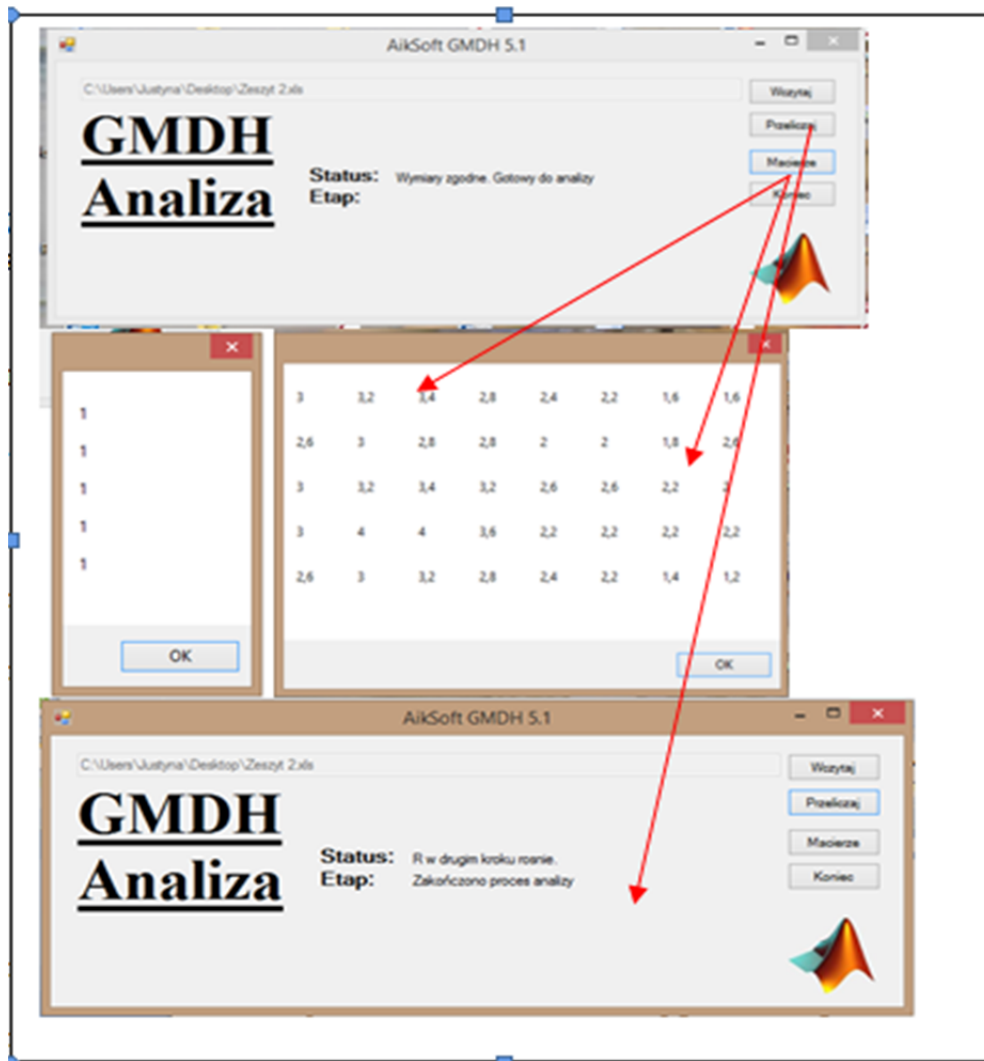 AikSoft GMDH 5.1
C:\Users\Justyna\Desktop\Zeszyt 2.xls
Wczytaj
GMDH
Analiza
Przeliczaj
Status: Wymiary zgodne. Gotowy do analizy
Macierze
Etap:
Koniec
1
1
1
1
1
OK
3 3,2 3,4 2,8 2,4 2,2 1,6 1,6
2,6 3 2,8 2,8 2 2 1,8 2,6
3 3,2 3,4 3,2 2,6 2,6 2,2
3 4 4 3,6 2,2 2,2 2,2 2,2
2,6 3 3,2 2,8 2,4 2,2 1,4 1,2
OK
AikSoft GMDH 5.1
C:\Users\Justyna\Desktop\Zeszyt 2.xls
Wczytaj
GMDH
Analiza
Przeliczaj
Macierze
Status: R w drugim kroku rosnie.
Etap: Zakończono proces analizy
Koniec